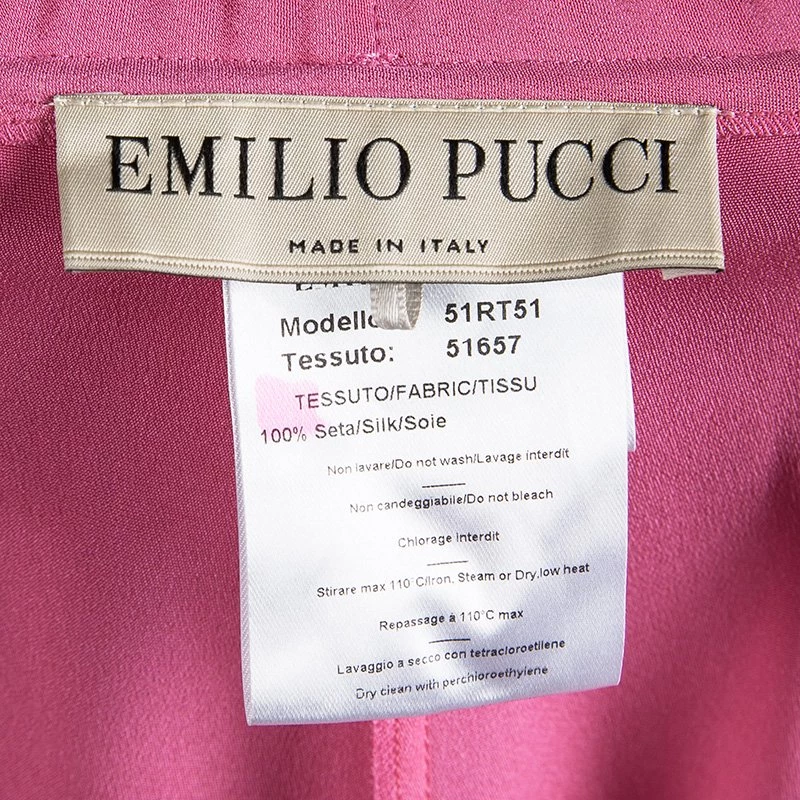 EMILIO PUCCI
MADE IN ITALY
51RT51
Tessuto: 51657
TESSUTO/FABRIC/TISSU
100% Seta/Silk/Soie
Non lavare/Do not wash/Lavage interdit
Non candeggiabile/Do not bleach
Chlorage Interdit
Stirare max 110°C/Iron, Steam or Dry,low heat
Repassage à 110°C max
Lavaggio a secco con tetracloroetilene
Dry clean with perchloroethyiene